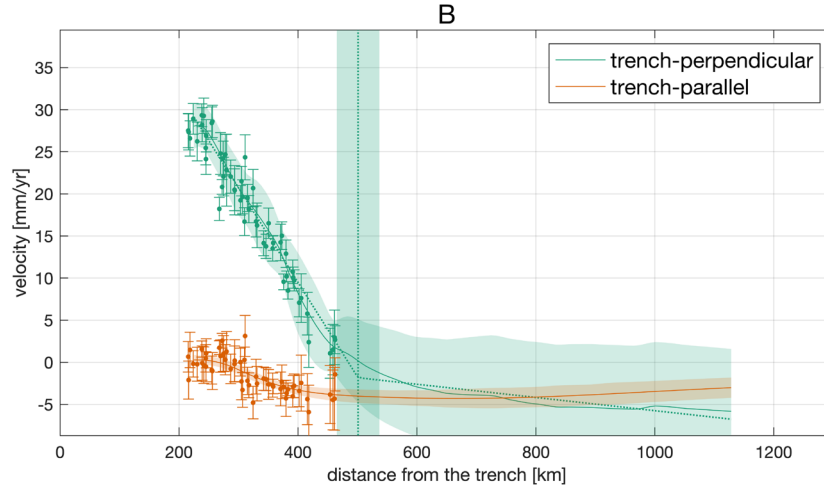 B
35
30
25
20
15
10
5
0
-5
velocity [mm/yr]
trench-perpendicular
trench-parallel
0 200 400 600 800 1000 1200
distance from the trench [km]